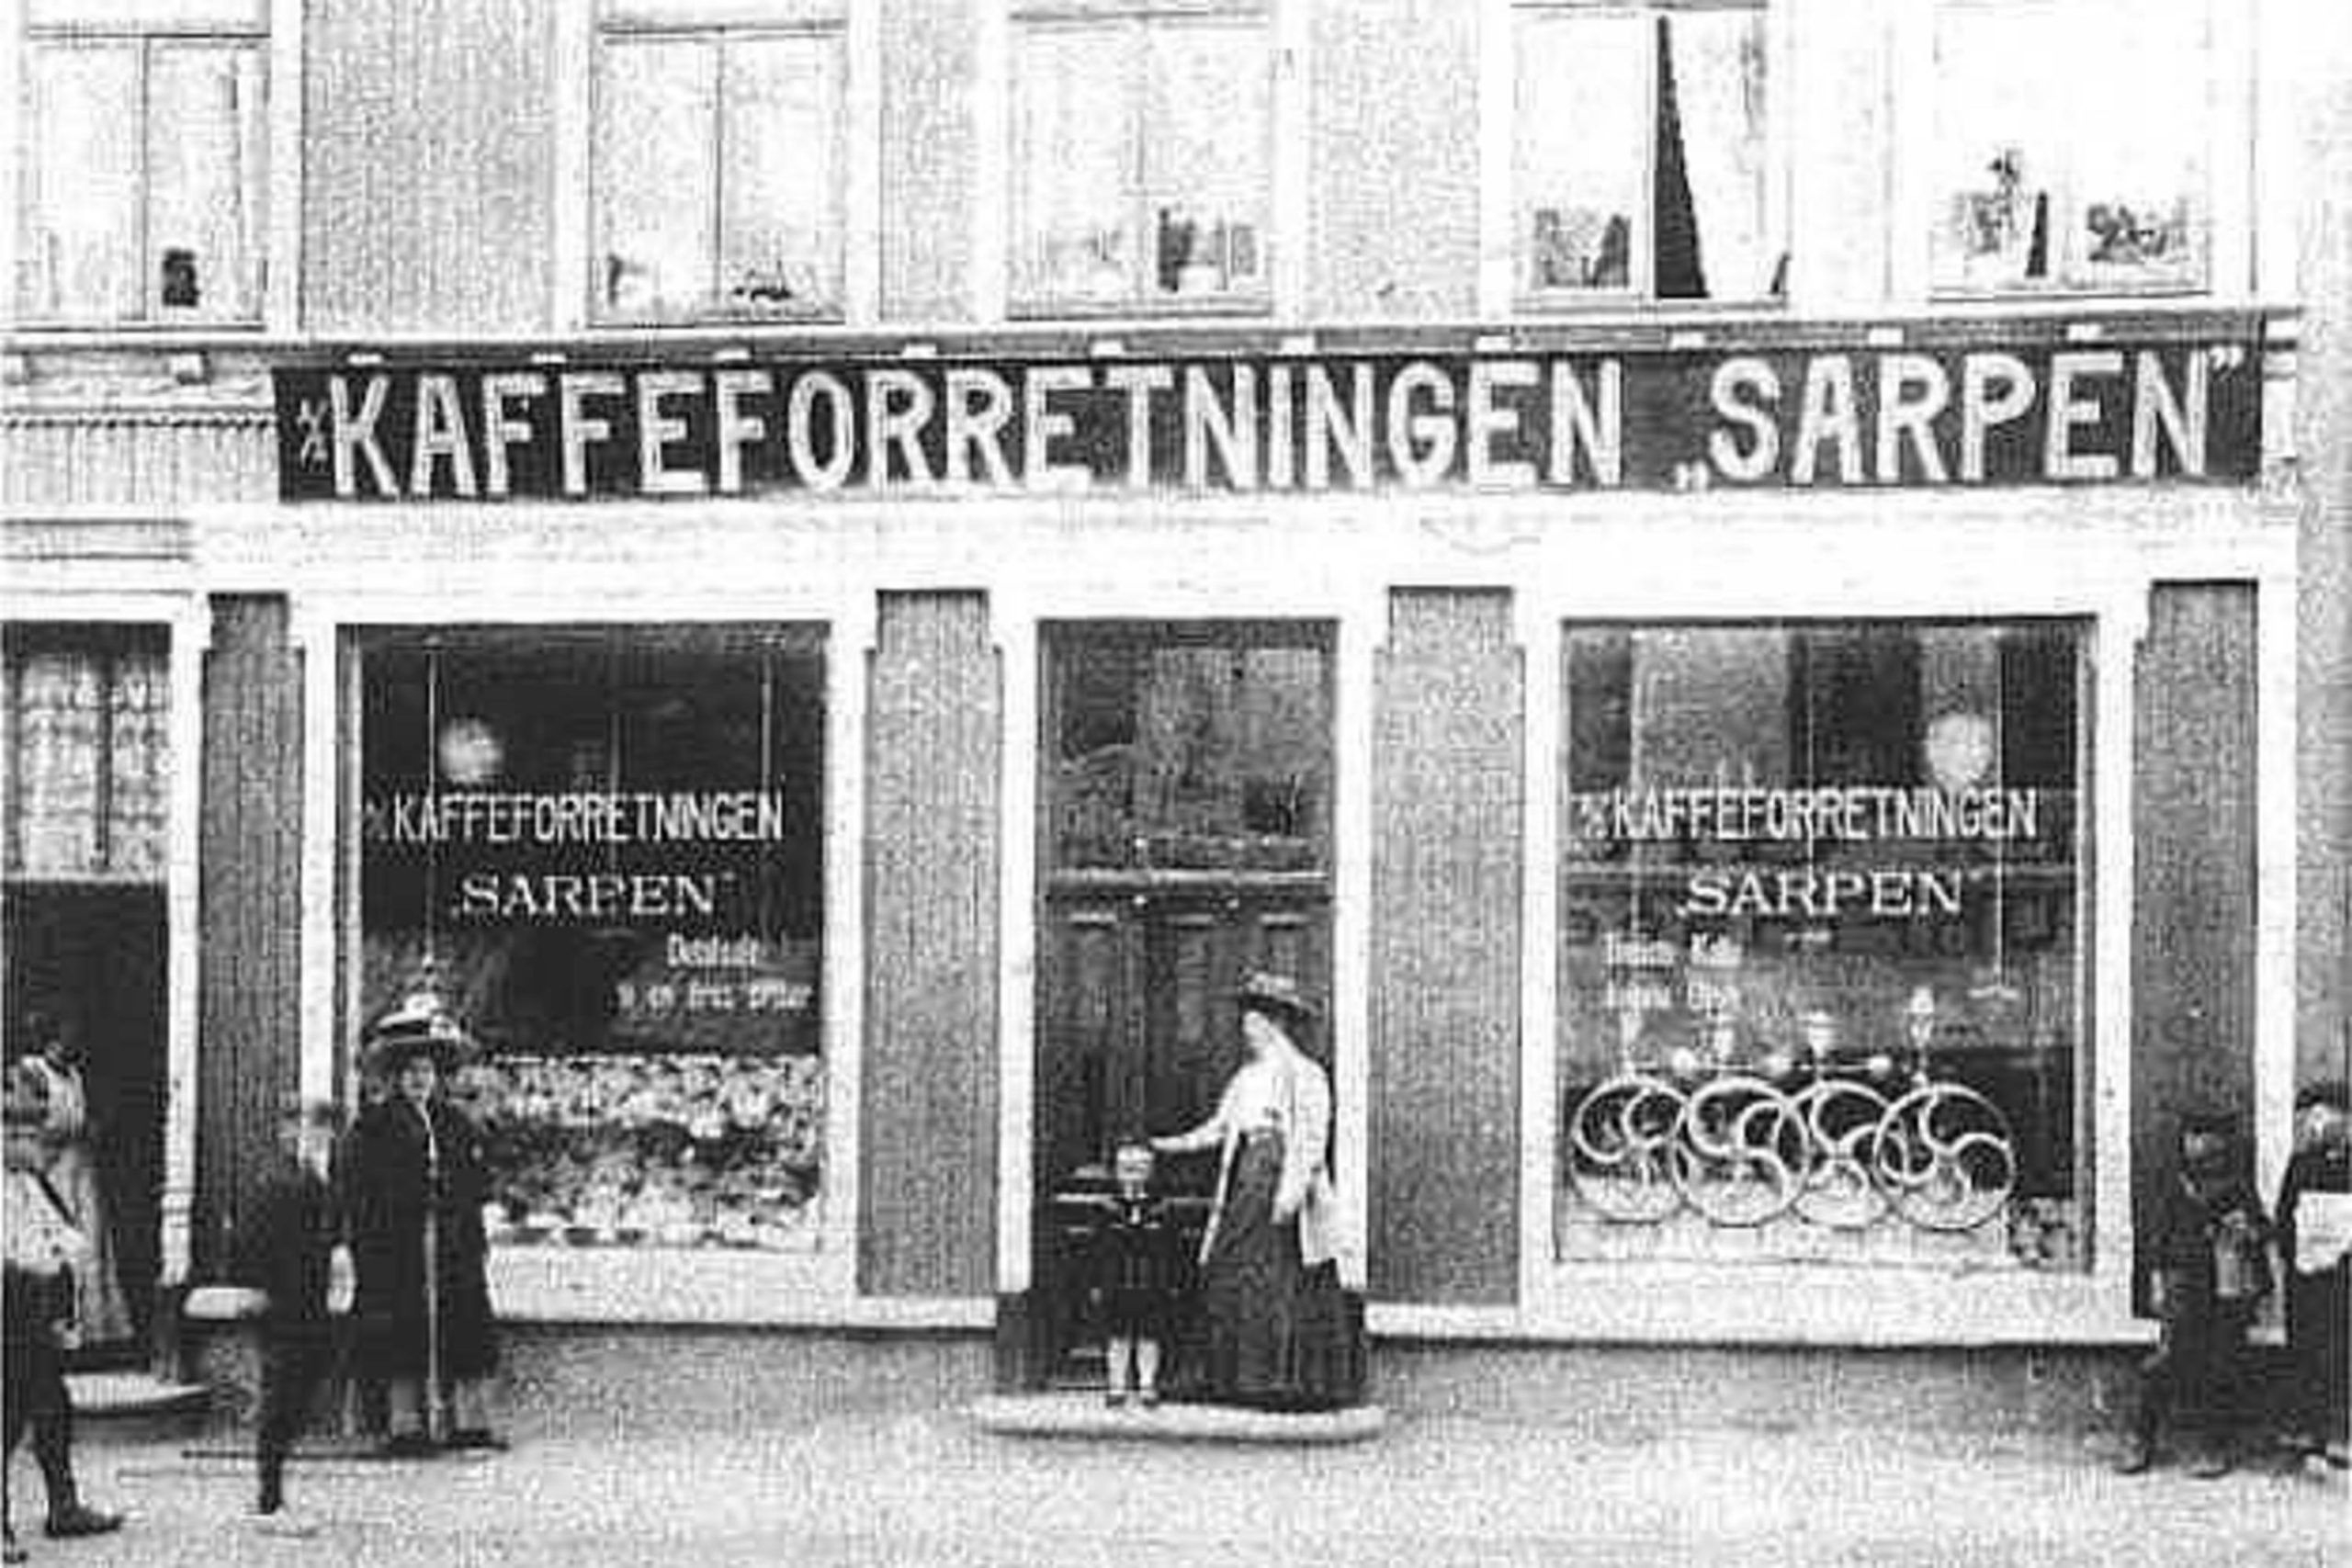 A/S KAFFEFORRETNINGEN „SARPEN”
KAFFEFORRETNINGEN
„SARPEN”
A/S KAFFEFORRETNINGEN
„SARPEN”